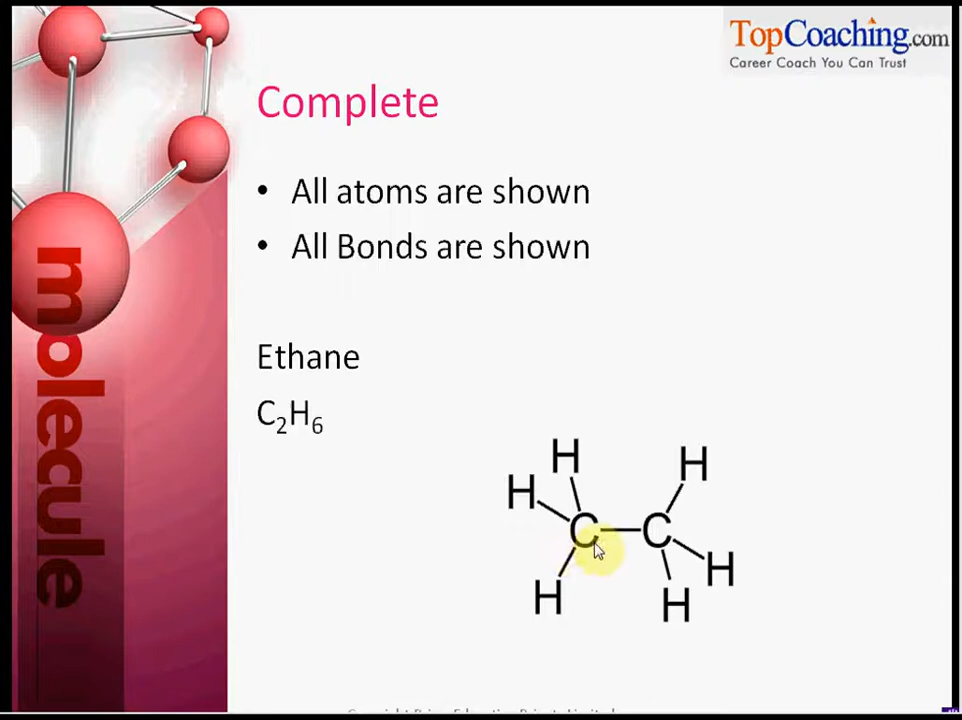 TopCoaching.com
Career Coach You Can Trust
Complete
• All atoms are shown
• All Bonds are shown
Ethane
C₂H₆
H H
H
C C
H
H H
molecule